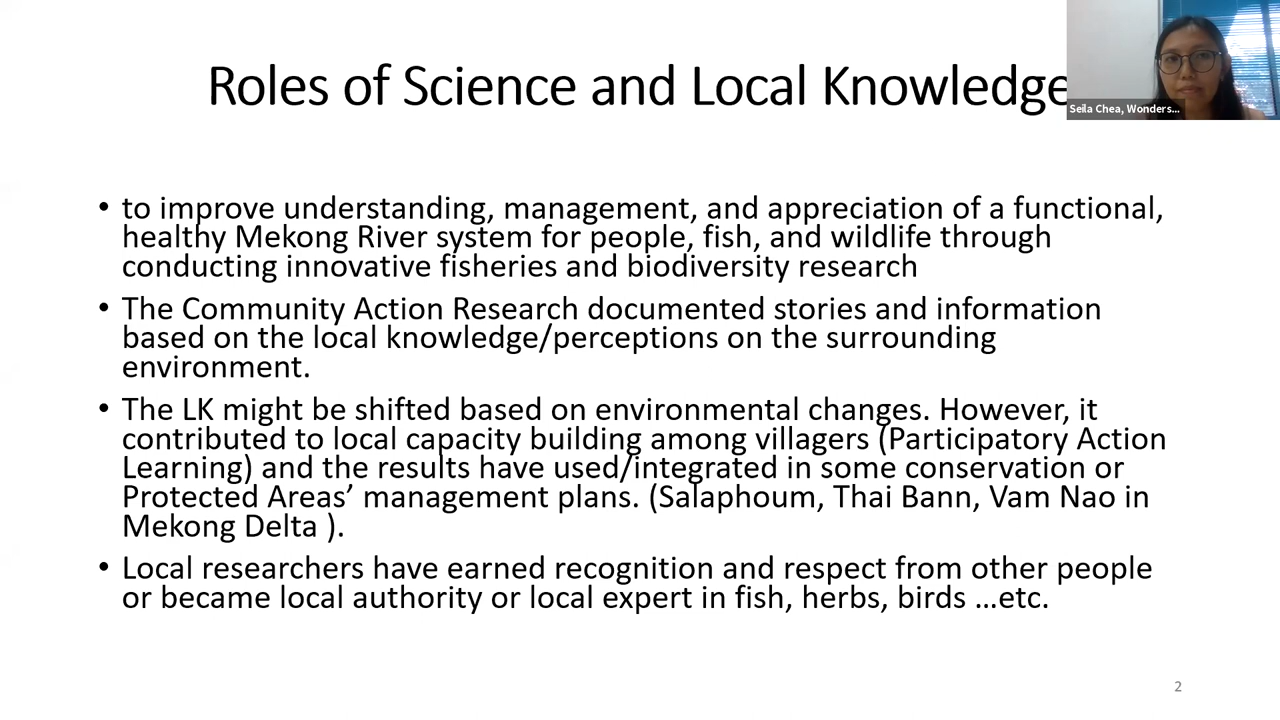 Roles of Science and Local Knowledge
Seila Chea, Wonders...
• to improve understanding, management, and appreciation of a functional,
healthy Mekong River system for people, fish, and wildlife through
conducting innovative fisheries and biodiversity research
• The Community Action Research documented stories and information
based on the local knowledge/perceptions on the surrounding
environment.
• The LK might be shifted based on environmental changes. However, it
contributed to local capacity building among villagers (Participatory Action
Learning) and the results have used/integrated in some conservation or
Protected Areas’ management plans. (Salaphoum, Thai Bann, Vam Nao in
Mekong Delta ).
• Local researchers have earned recognition and respect from other people
or became local authority or local expert in fish, herbs, birds …etc.
2